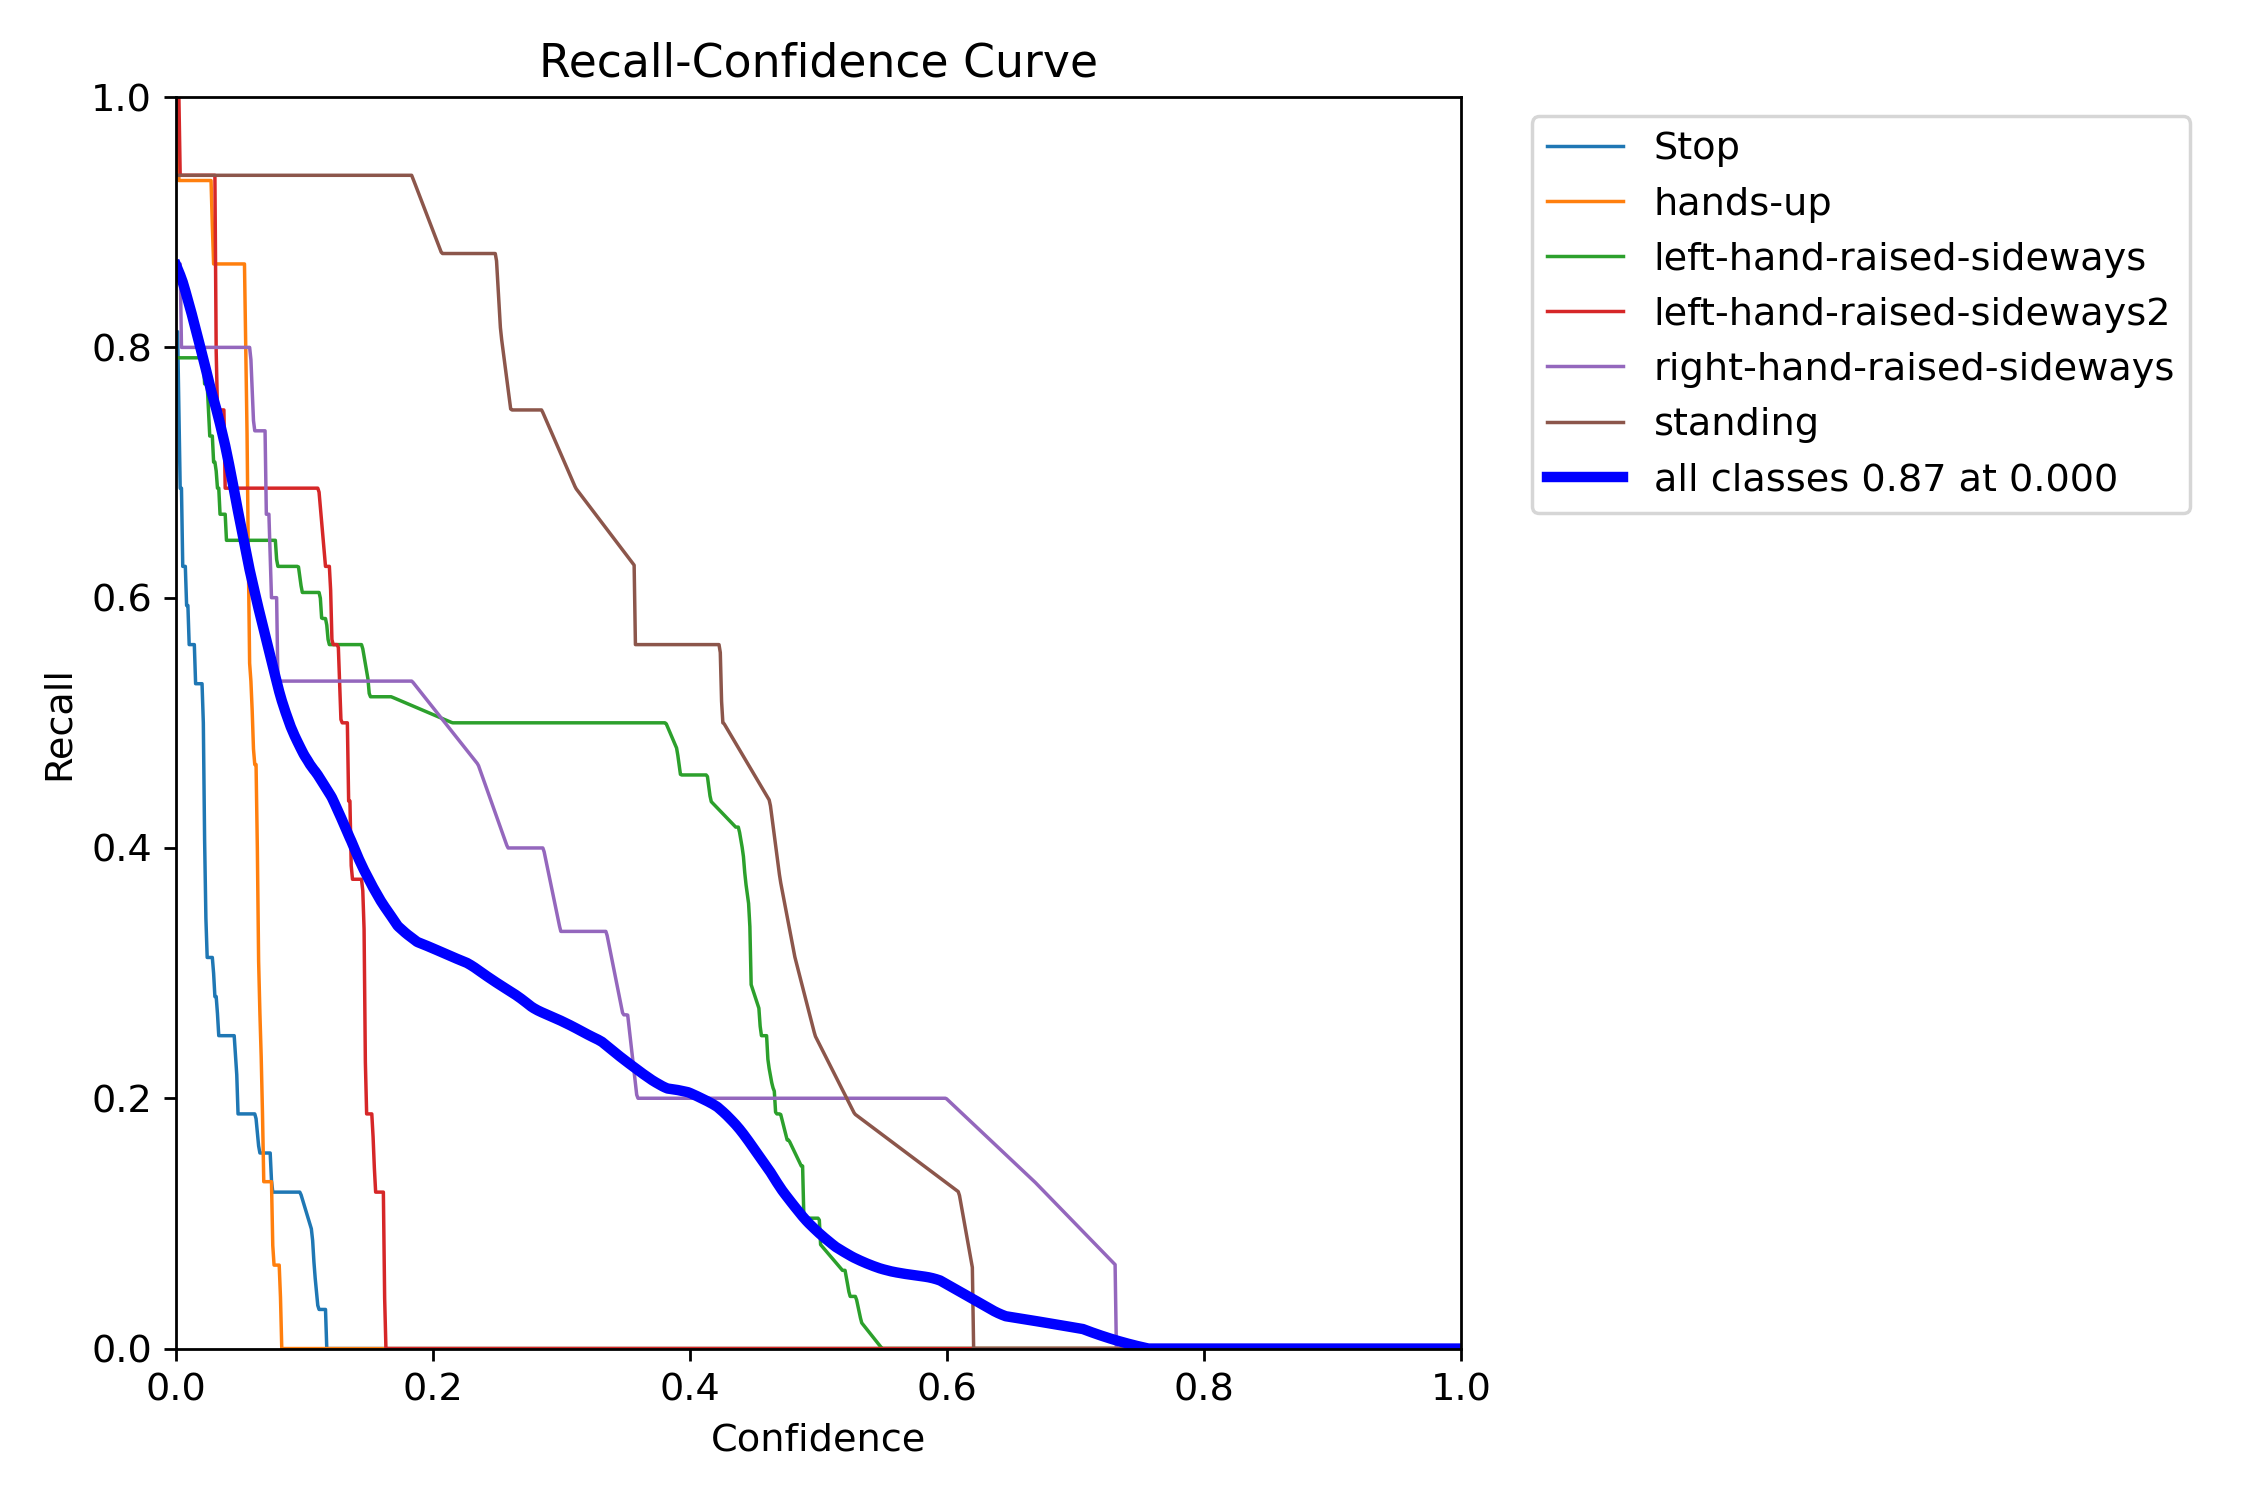 Recall-Confidence Curve
1.0
0.8
0.6
0.4
0.2
0.0
Recall
0.0 0.2 0.4 0.6 0.8 1.0
Confidence
Stop
hands-up
left-hand-raised-sideways
left-hand-raised-sideways2
right-hand-raised-sideways
standing
all classes 0.87 at 0.000